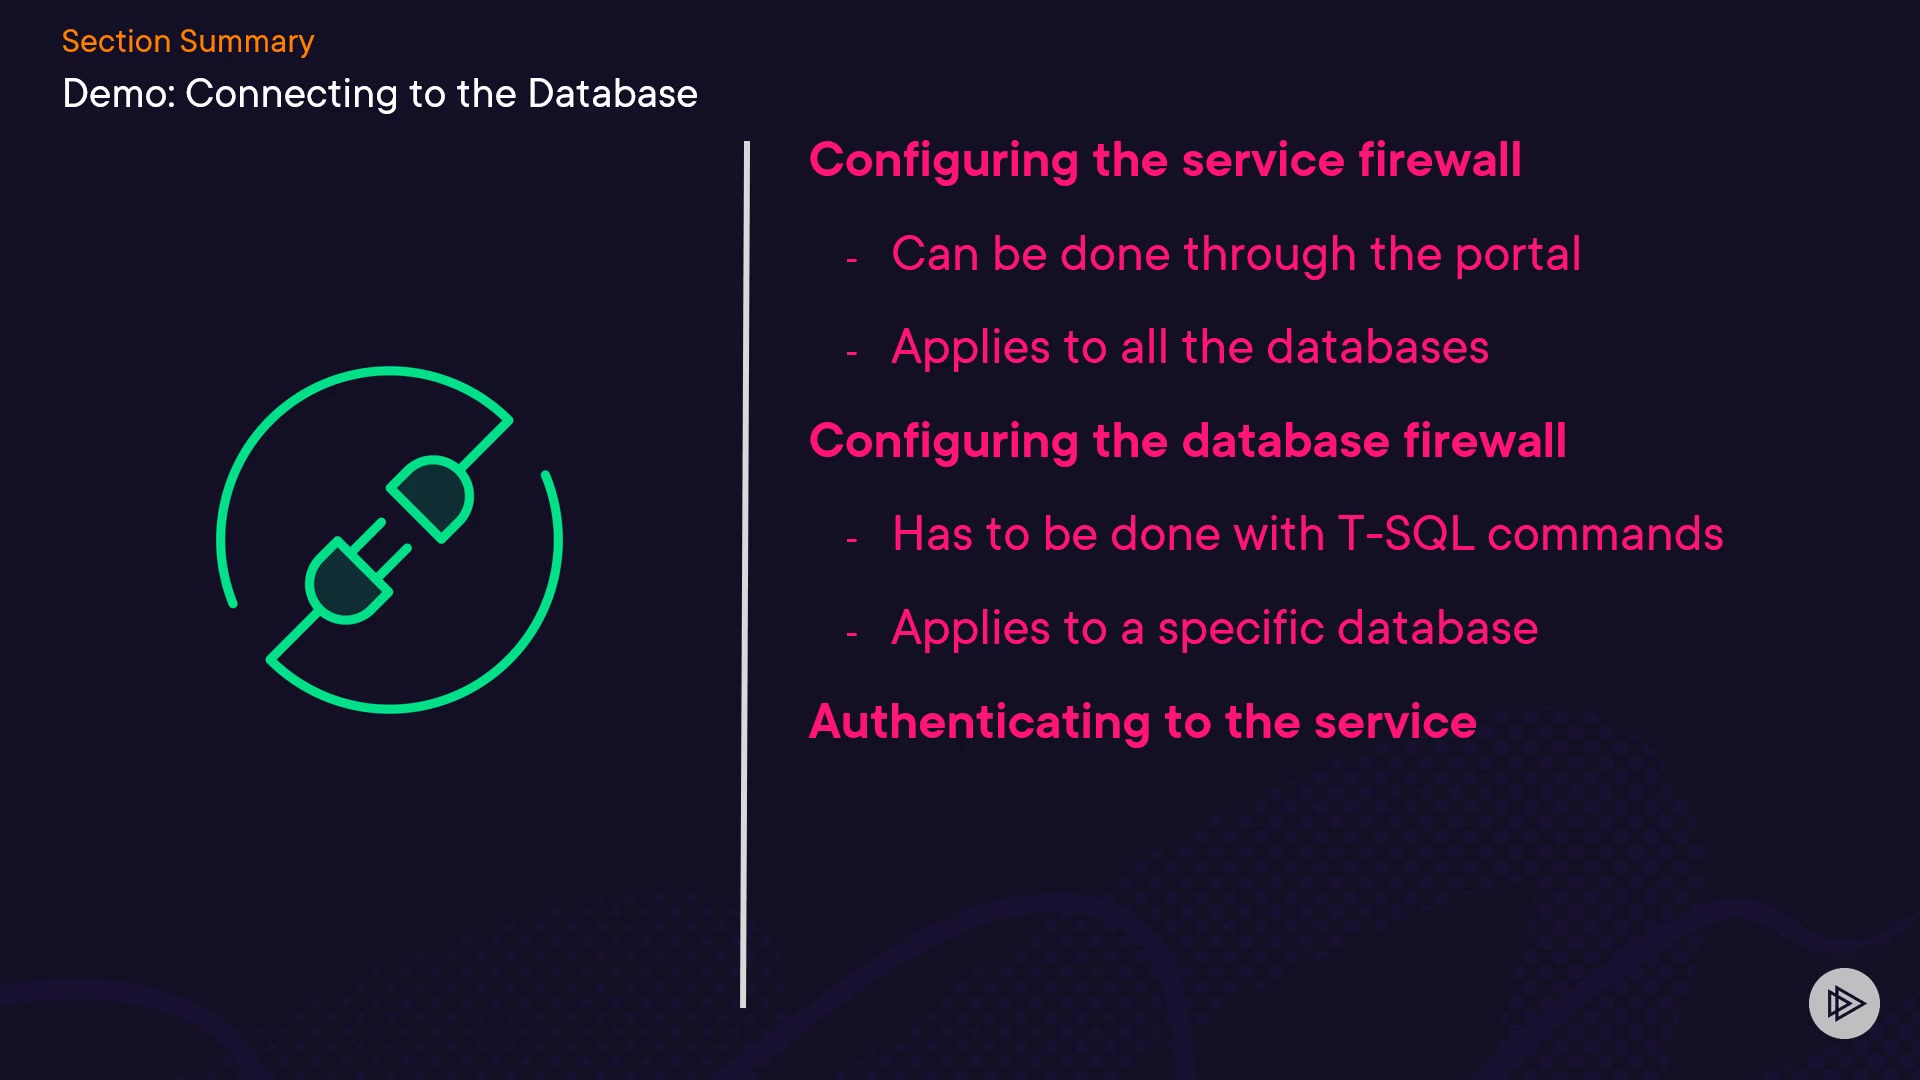 Section Summary
Demo: Connecting to the Database
Configuring the service firewall
- Can be done through the portal
- Applies to all the databases
Configuring the database firewall
- Has to be done with T-SQL commands
- Applies to a specific database
Authenticating to the service